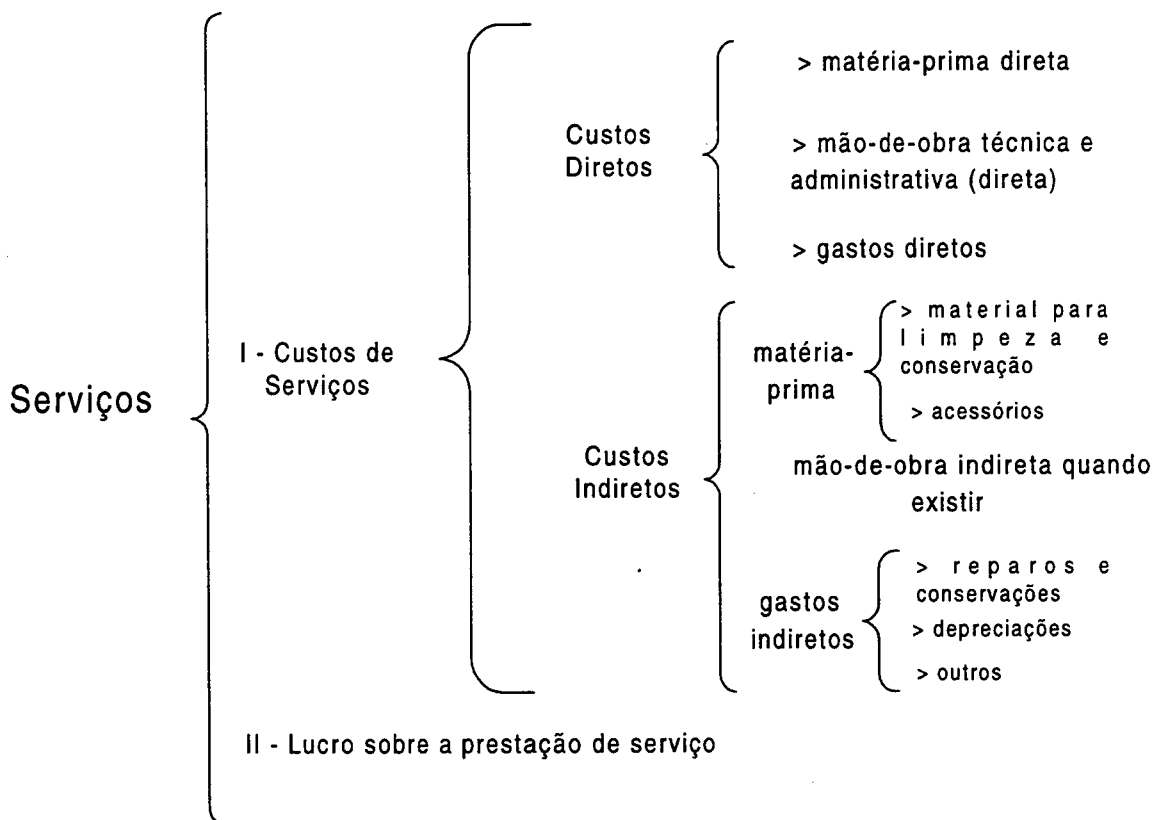 Serviços
I - Custos de
Serviços
Custos
Diretos
> matéria-prima direta
> mão-de-obra técnica e
administrativa (direta)
> gastos diretos
Custos
Indiretos
matéria-
prima
> material para
limpeza e
conservação
> acessórios
mão-de-obra indireta quando
existir
gastos
indiretos
> reparos e
conservações
> depreciações
> outros
II - Lucro sobre a prestação de serviço